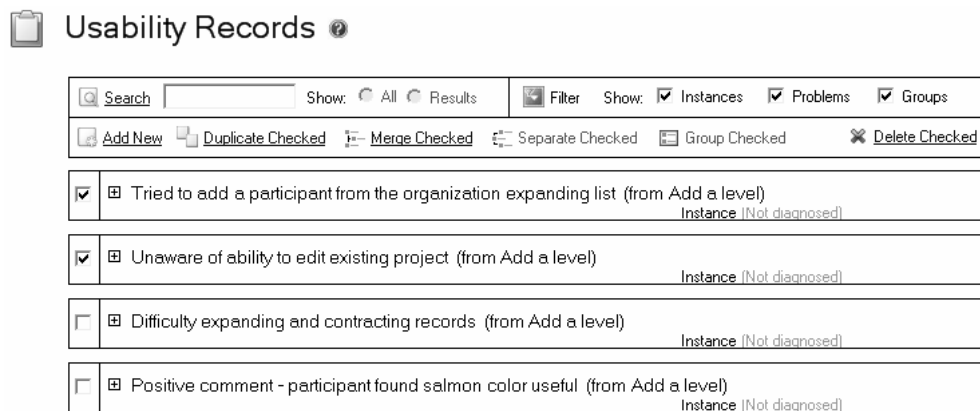 Usability Records
Search Show: All Results Filter Show: Instances Problems Groups
Add New Duplicate Checked Merge Checked Separate Checked Group Checked Delete Checked
Tried to add a participant from the organization expanding list (from Add a level)
Instance (Not diagnosed)
Unaware of ability to edit existing project (from Add a level)
Instance (Not diagnosed)
Difficulty expanding and contracting records (from Add a level)
Instance (Not diagnosed)
Positive comment - participant found salmon color useful (from Add a level)
Instance (Not diagnosed)